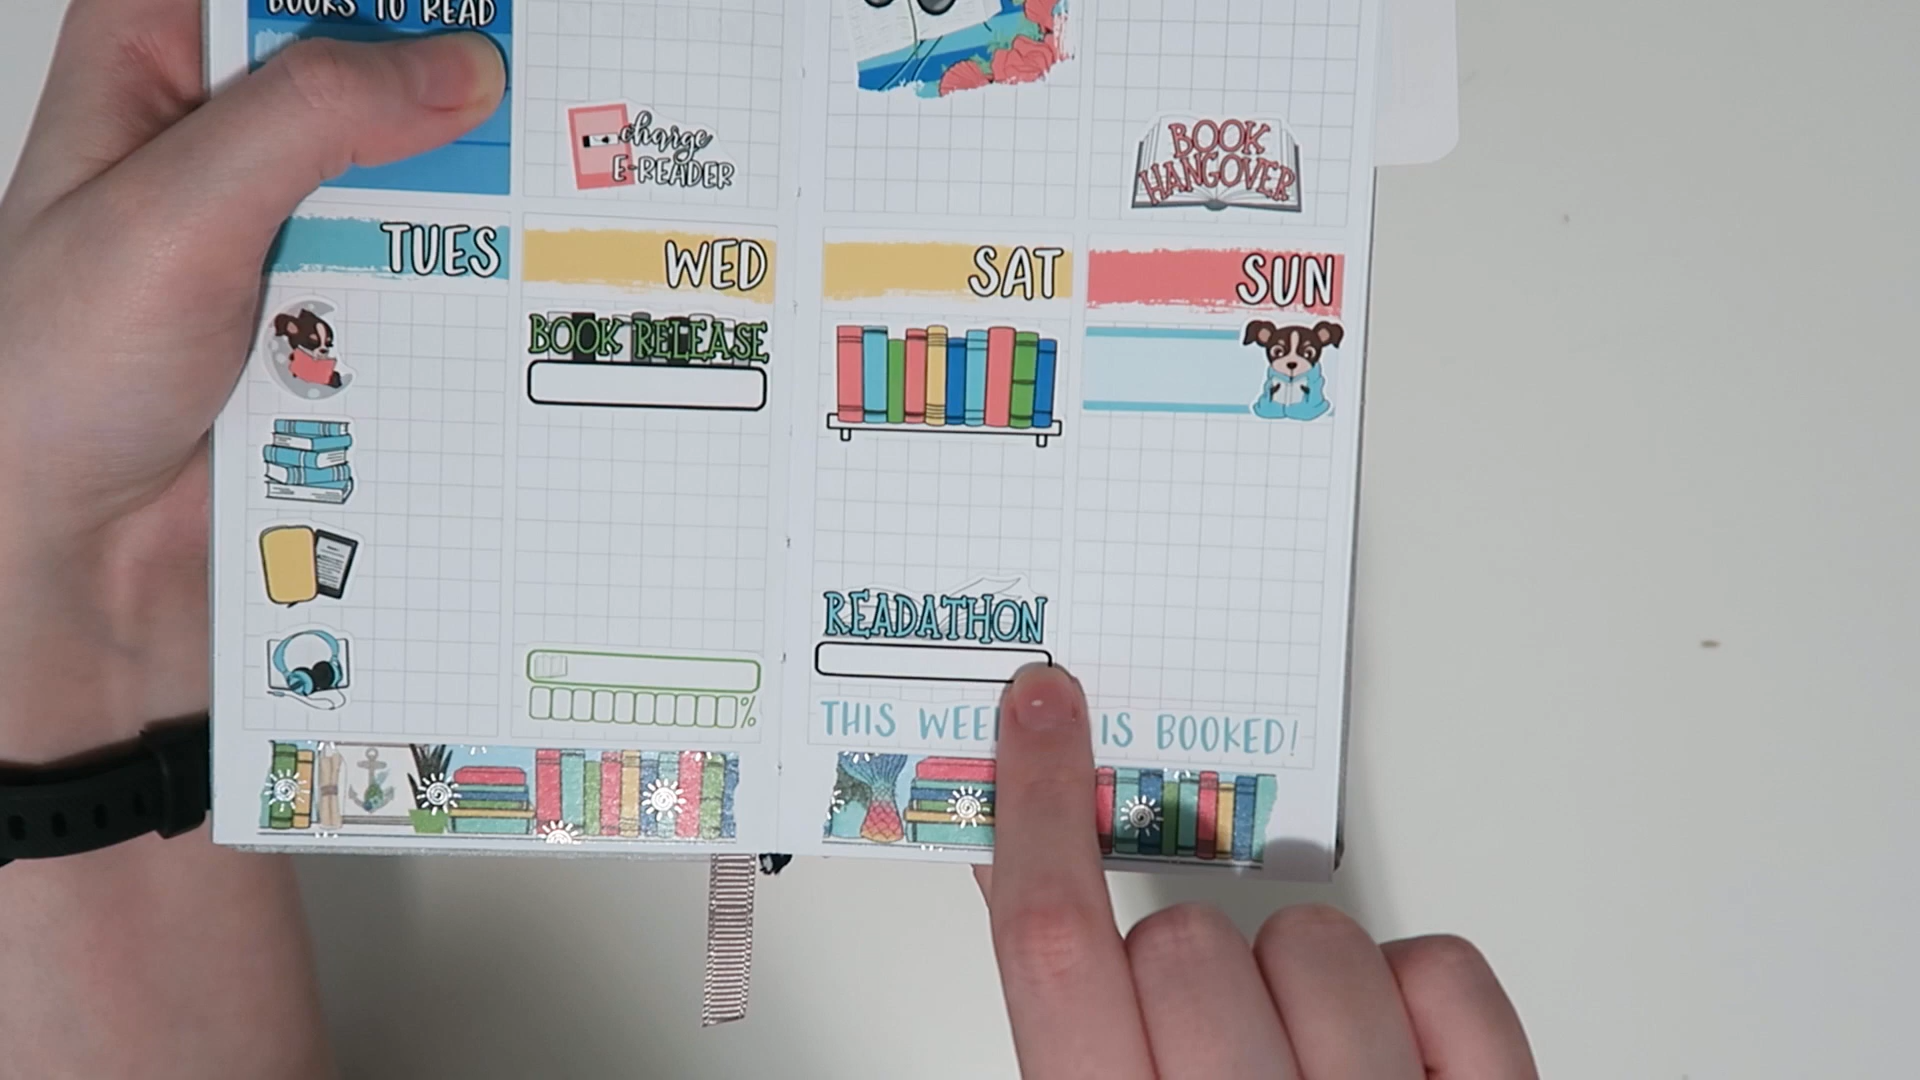 BOOKS TO READ
charge
E-READER
BOOK
HANGOVER
TUES
WED
SAT
SUN
BOOK RELEASE
READATHON
%
THIS WEE IS BOOKED!